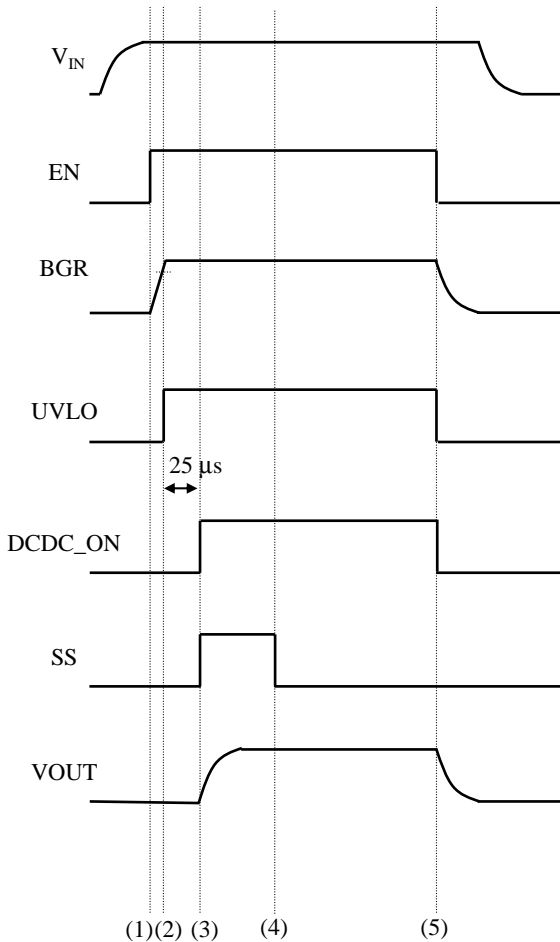 VIN
EN
BGR
UVLO
25 μs
DCDC_ON
SS
VOUT
(1) (2) (3) (4) (5)